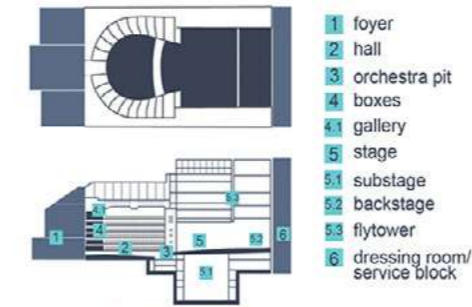 1 foyer
2 hall
3 orchestra pit
4 boxes
4.1 gallery
5 stage
5.1 substage
5.2 backstage
5.3 flytower
6 dressing room/
service block
5.3
4.1
4
1
2
3
5
5.2
6
5.1